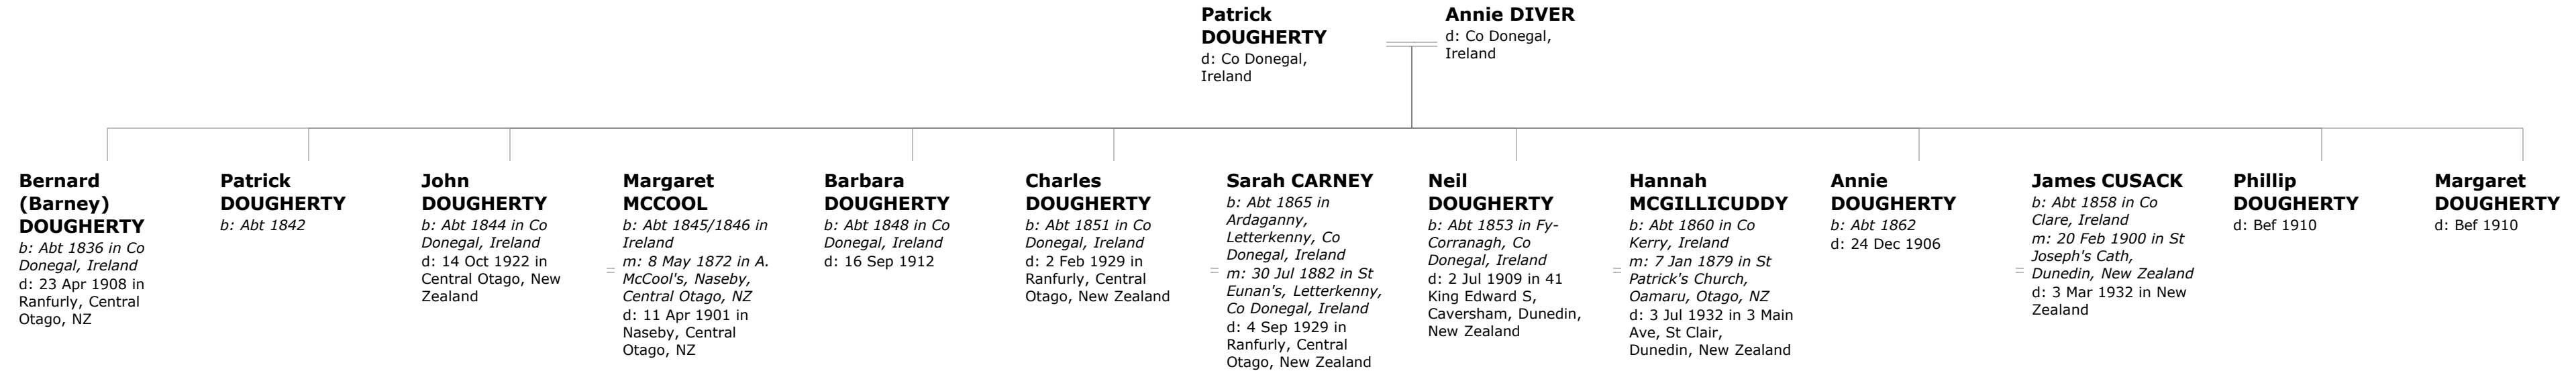 Patrick
DOUGHERTY
d: Co Donegal,
Ireland
Annie DIVER
d: Co Donegal,
Ireland
Bernard
(Barney)
DOUGHERTY
b: Abt 1836 in Co
Donegal, Ireland
d: 23 Apr 1908 in
Ranfurly, Central
Otago, NZ
Patrick
DOUGHERTY
b: Abt 1842
John
DOUGHERTY
b: Abt 1844 in Co
Donegal, Ireland
d: 14 Oct 1922 in
Central Otago, New
Zealand
=
Margaret
MCCOOL
b: Abt 1845/1846 in
Ireland
m: 8 May 1872 in A.
McCool's, Naseby,
Central Otago, NZ
d: 11 Apr 1901 in
Naseby, Central
Otago, NZ
Barbara
DOUGHERTY
b: Abt 1848 in Co
Donegal, Ireland
d: 16 Sep 1912
Charles
DOUGHERTY
b: Abt 1851 in Co
Donegal, Ireland
d: 2 Feb 1929 in
Ranfurly, Central
Otago, New Zealand
=
Sarah CARNEY
b: Abt 1865 in
Ardaganny,
Letterkenny, Co
Donegal, Ireland
m: 30 Jul 1882 in St
Eunan's, Letterkenny,
Co Donegal, Ireland
d: 4 Sep 1929 in
Ranfurly, Central
Otago, New Zealand
Neil
DOUGHERTY
b: Abt 1853 in Fy-
Corranagh, Co
Donegal, Ireland
d: 2 Jul 1909 in 41
King Edward S,
Caversham, Dunedin,
New Zealand
=
Hannah
MCGILLICUDDY
b: Abt 1860 in Co
Kerry, Ireland
m: 7 Jan 1879 in St
Patrick's Church,
Oamaru, Otago, NZ
d: 3 Jul 1932 in 3 Main
Ave, St Clair,
Dunedin, New Zealand
Annie
DOUGHERTY
b: Abt 1862
d: 24 Dec 1906
=
James CUSACK
b: Abt 1858 in Co
Clare, Ireland
m: 20 Feb 1900 in St
Joseph's Cath,
Dunedin, New Zealand
d: 3 Mar 1932 in New
Zealand
Phillip
DOUGHERTY
d: Bef 1910
Margaret
DOUGHERTY
d: Bef 1910